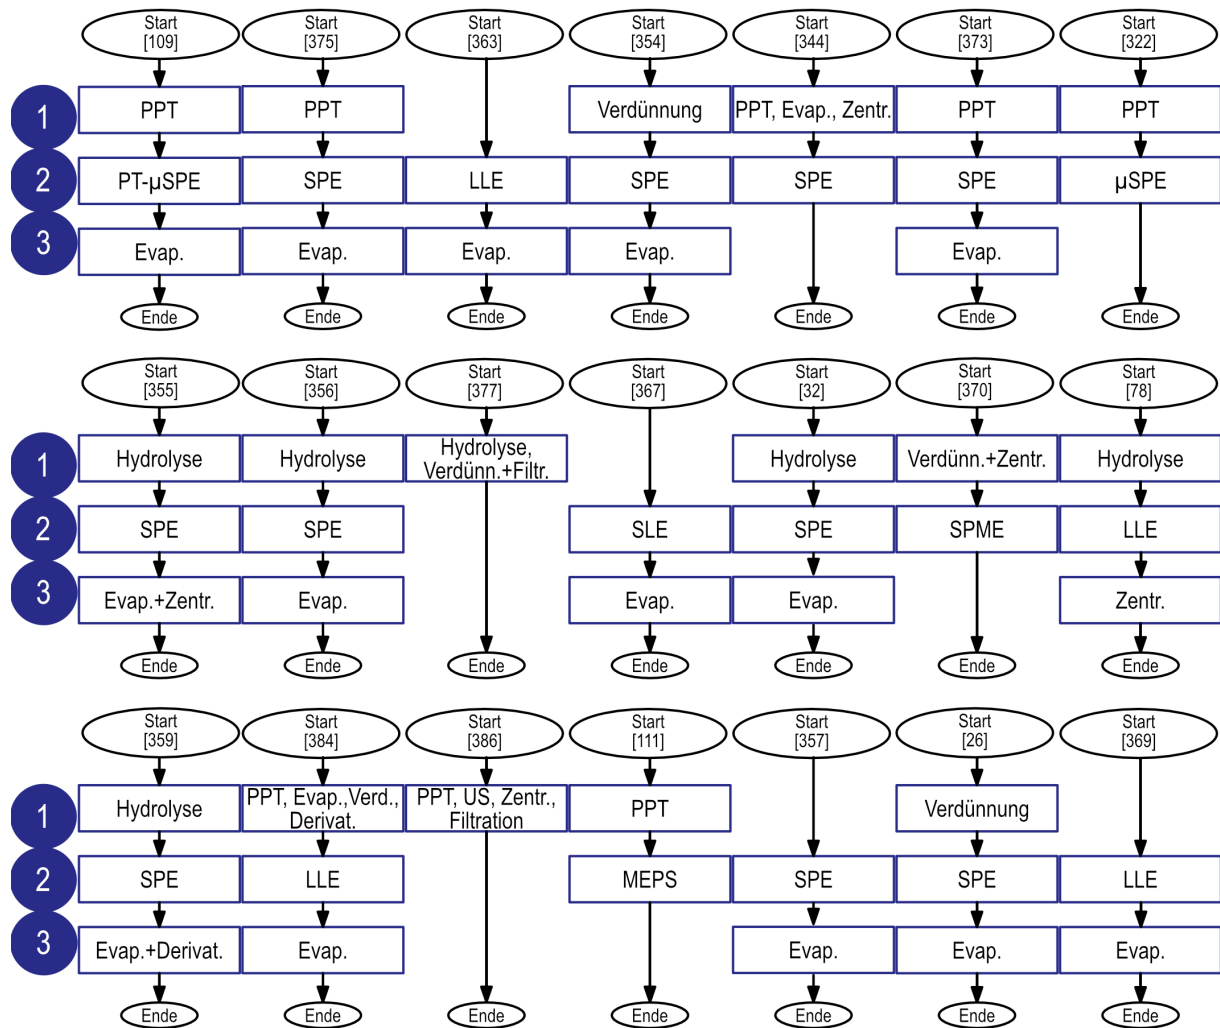 Start Start Start Start Start Start Start
[109] [375] [363] [354] [344] [373] [322]
1 PPT PPT Verdünnung PPT, Evap., Zentr. PPT PPT
2 PT-µSPE SPE LLE SPE SPE SPE µSPE
3 Evap. Evap. Evap. Evap. Evap.
Ende Ende Ende Ende Ende Ende Ende
Start Start Start Start Start Start Start
[355] [356] [377] [367] [32] [370] [78]
1 Hydrolyse Hydrolyse Hydrolyse, Hydrolyse Verdünn.+Zentr. Hydrolyse
Verdünn.+Filtr.
2 SPE SPE SLE SPE SPME LLE
3 Evap.+Zentr. Evap. Evap. Evap. Zentr.
Ende Ende Ende Ende Ende Ende Ende
Start Start Start Start Start Start Start
[359] [384] [386] [111] [357] [26] [369]
1 Hydrolyse PPT, Evap.,Verd., PPT, US, Zentr., PPT Verdünnung
Derivat. Filtration
2 SPE LLE MEPS SPE SPE LLE
3 Evap.+Derivat. Evap. Evap. Evap. Evap.
Ende Ende Ende Ende Ende Ende Ende